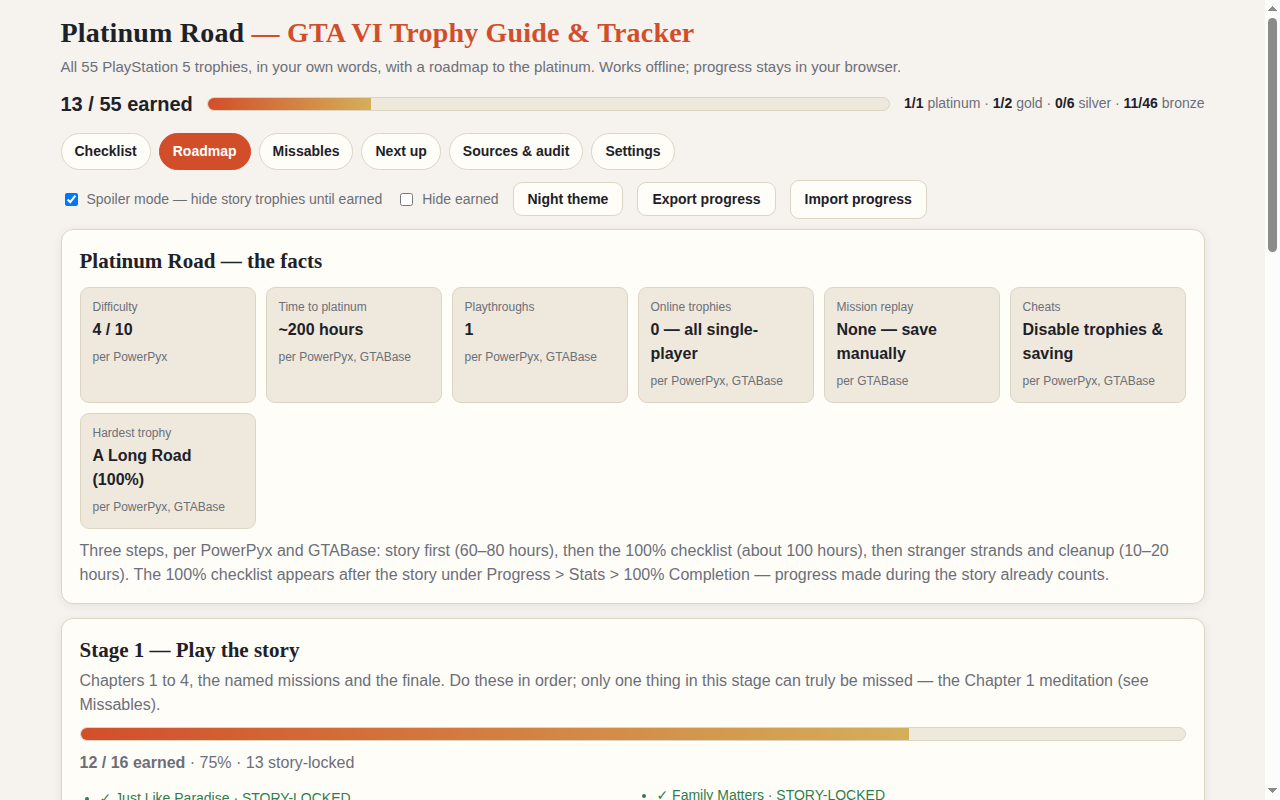 Platinum Road — GTA VI Trophy Guide & Tracker
All 55 PlayStation 5 trophies, in your own words, with a roadmap to the platinum. Works offline; progress stays in your browser.
13 / 55 earned
1/1 platinum · 1/2 gold · 0/6 silver · 11/46 bronze
Checklist
Roadmap
Missables
Next up
Sources & audit
Settings
Spoiler mode — hide story trophies until earned
Hide earned
Night theme
Export progress
Import progress
Platinum Road — the facts
Difficulty
4 / 10
per PowerPyx
Time to platinum
~200 hours
per PowerPyx, GTABase
Playthroughs
1
per PowerPyx, GTABase
Online trophies
0 — all single-
player
per PowerPyx, GTABase
Mission replay
None — save
manually
per GTABase
Cheats
Disable trophies &
saving
per PowerPyx, GTABase
Hardest trophy
A Long Road
(100%)
per PowerPyx, GTABase
Three steps, per PowerPyx and GTABase: story first (60–80 hours), then the 100% checklist (about 100 hours), then stranger strands and cleanup (10–20
hours). The 100% checklist appears after the story under Progress > Stats > 100% Completion — progress made during the story already counts.
Stage 1 — Play the story
Chapters 1 to 4, the named missions and the finale. Do these in order; only one thing in this stage can truly be missed — the Chapter 1 meditation (see
Missables).
12 / 16 earned · 75% · 13 story-locked
✓ Just Like Paradise · STORY-LOCKED
✓ Family Matters · STORY-LOCKED